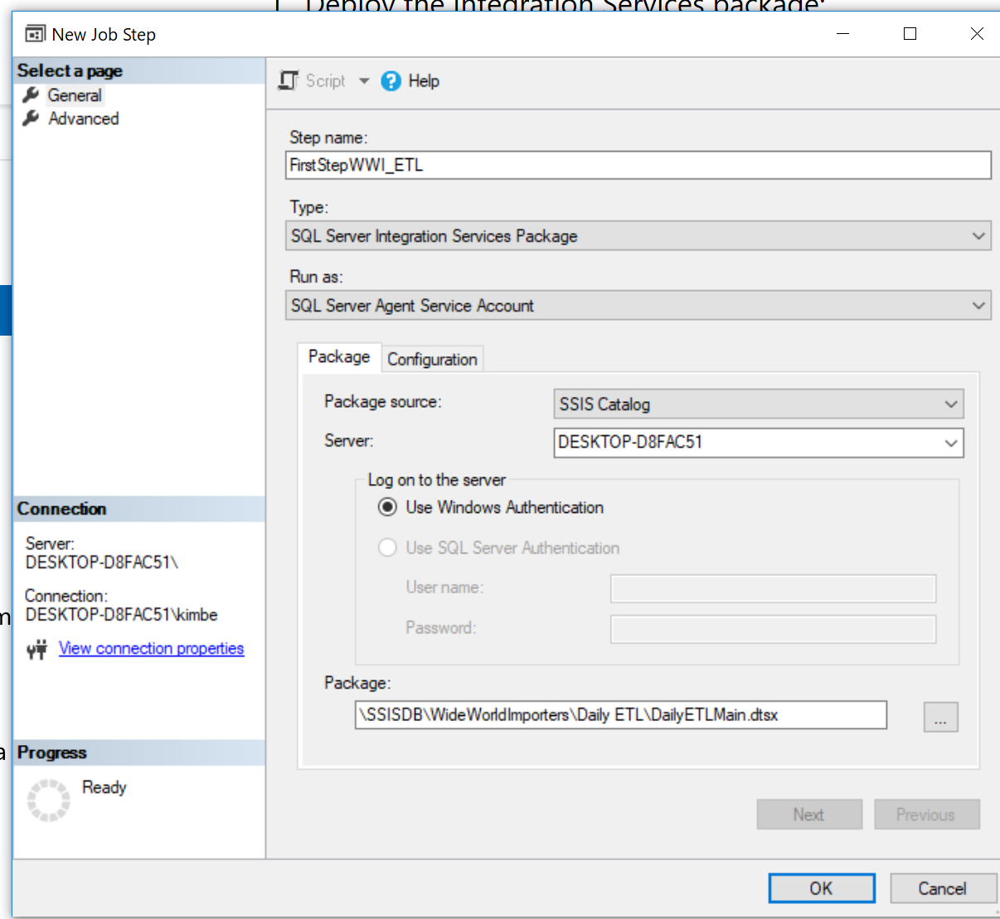 Deploy the Integration Services package:
New Job Step
Select a page
General
Advanced
Script
Help
Step name:
FirstStepWWI_ETL
Type:
SQL Server Integration Services Package
Run as:
SQL Server Agent Service Account
Package
Configuration
Package source:
SSIS Catalog
Server:
DESKTOP-D8FAC51
Log on to the server
Use Windows Authentication
Use SQL Server Authentication
User name:
Password:
Package:
\SSISDB\WideWorldImporters\Daily ETL\DailyETLMain.dtsx
...
Connection
Server:
DESKTOP-D8FAC51\
Connection:
DESKTOP-D8FAC51\kimbe
View connection properties
Progress
Ready
Next
Previous
OK
Cancel